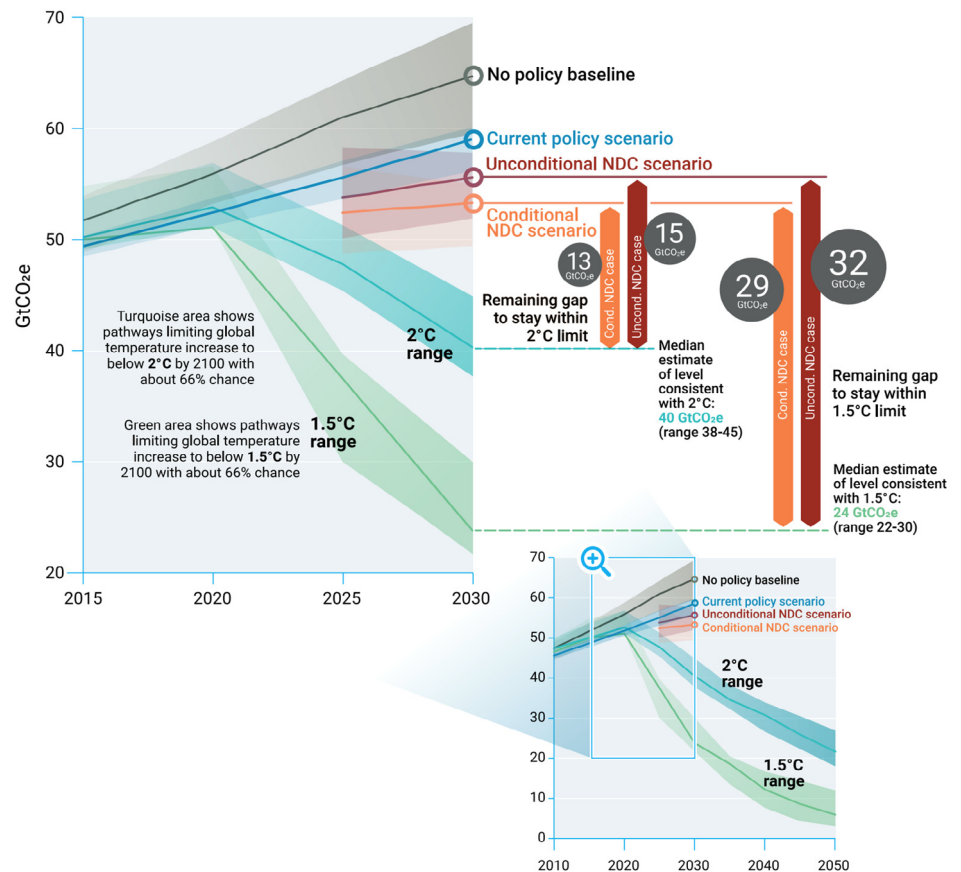 70
60
50
40
30
20
GtCO₂e
2015
2020
2025
2030
No policy baseline
Current policy scenario
Unconditional NDC scenario
Conditional
NDC scenario
13
GtCO₂e
15
GtCO₂e
Cond. NDC case
Uncond. NDC case
29
GtCO₂e
32
GtCO₂e
Cond. NDC case
Uncond. NDC case
Remaining gap
to stay within
2°C limit
2°C
range
Turquoise area shows
pathways limiting global
temperature increase to
below 2°C by 2100 with
about 66% chance
1.5°C
range
Green area shows pathways
limiting global temperature
increase to below 1.5°C by
2100 with about 66% chance
Median
estimate
of level
consistent
with 2°C:
40 GtCO₂e
(range 38-45)
Remaining gap
to stay within
1.5°C limit
Median estimate
of level consistent
with 1.5°C:
24 GtCO₂e
(range 22-30)
70
60
50
40
30
20
10
0
2010
2020
2030
2040
2050
No policy baseline
Current policy scenario
Unconditional NDC scenario
Conditional NDC scenario
2°C
range
1.5°C
range